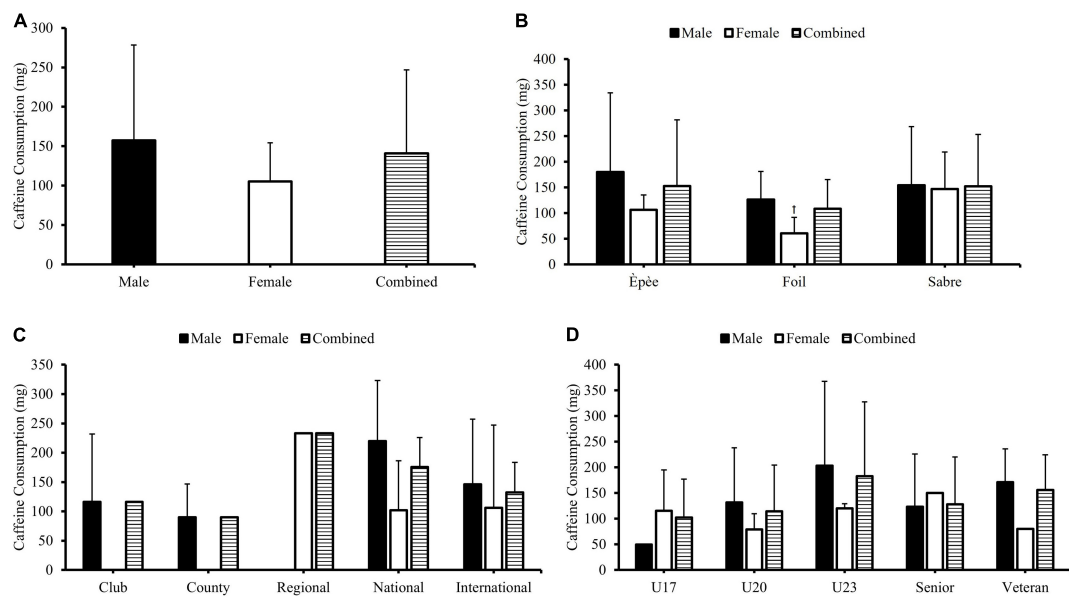 A
Caffeine Consumption (mg)
300
250
200
150
100
50
0
Male Female Combined
B
Male Female Combined
Caffeine Consumption (mg)
400
350
300
250
200
150
100
50
0
†
Èpèe Foil Sabre
C
Male Female Combined
Caffeine Consumption (mg)
350
300
250
200
150
100
50
0
Club County Regional National International
D
Male Female Combined
Caffeine Consumption (mg)
400
350
300
250
200
150
100
50
0
U17 U20 U23 Senior Veteran